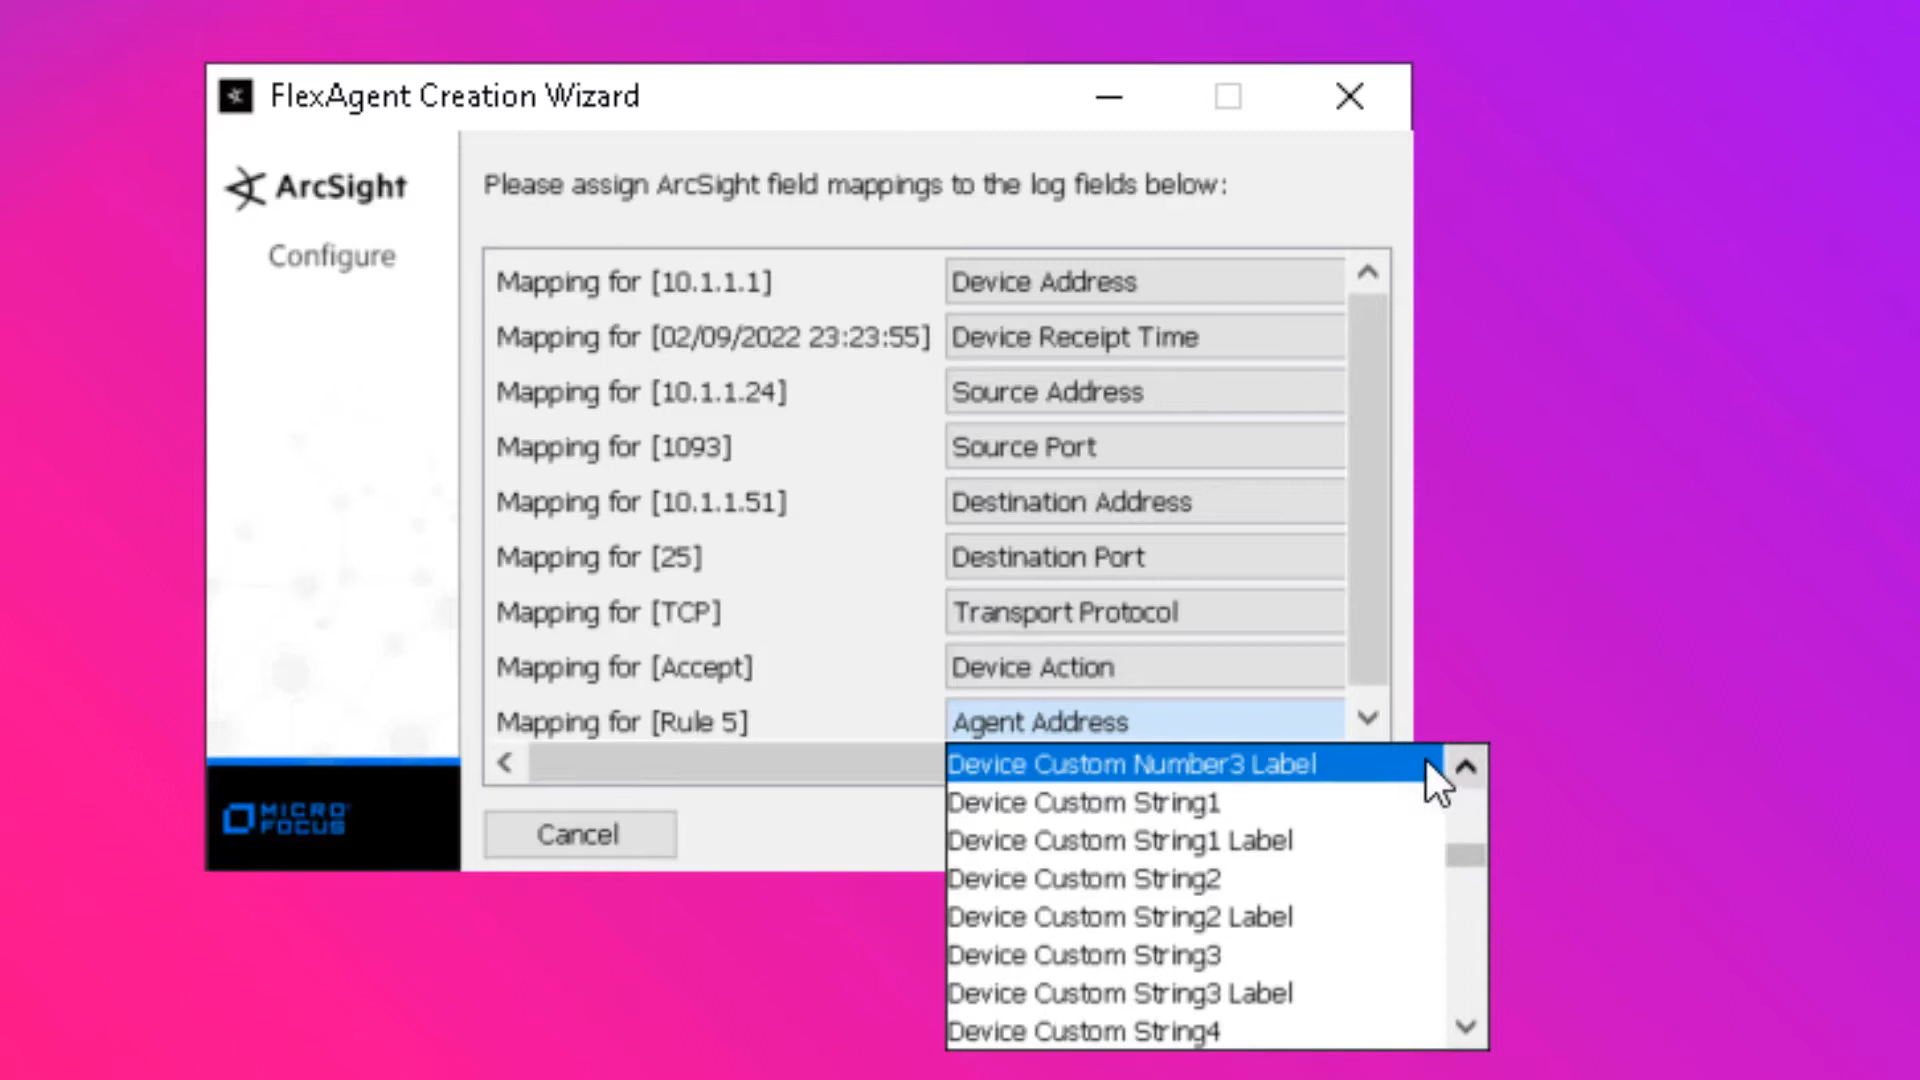 FlexAgent Creation Wizard
ArcSight
Configure
Please assign ArcSight field mappings to the log fields below:
Mapping for [10.1.1.1] Device Address
Mapping for [02/09/2022 23:23:55] Device Receipt Time
Mapping for [10.1.1.24] Source Address
Mapping for [1093] Source Port
Mapping for [10.1.1.51] Destination Address
Mapping for [25] Destination Port
Mapping for [TCP] Transport Protocol
Mapping for [Accept] Device Action
Mapping for [Rule 5] Agent Address
Device Custom Number3 Label
Device Custom String1
Device Custom String1 Label
Device Custom String2
Device Custom String2 Label
Device Custom String3
Device Custom String3 Label
Device Custom String4
Cancel
MICRO
FOCUS